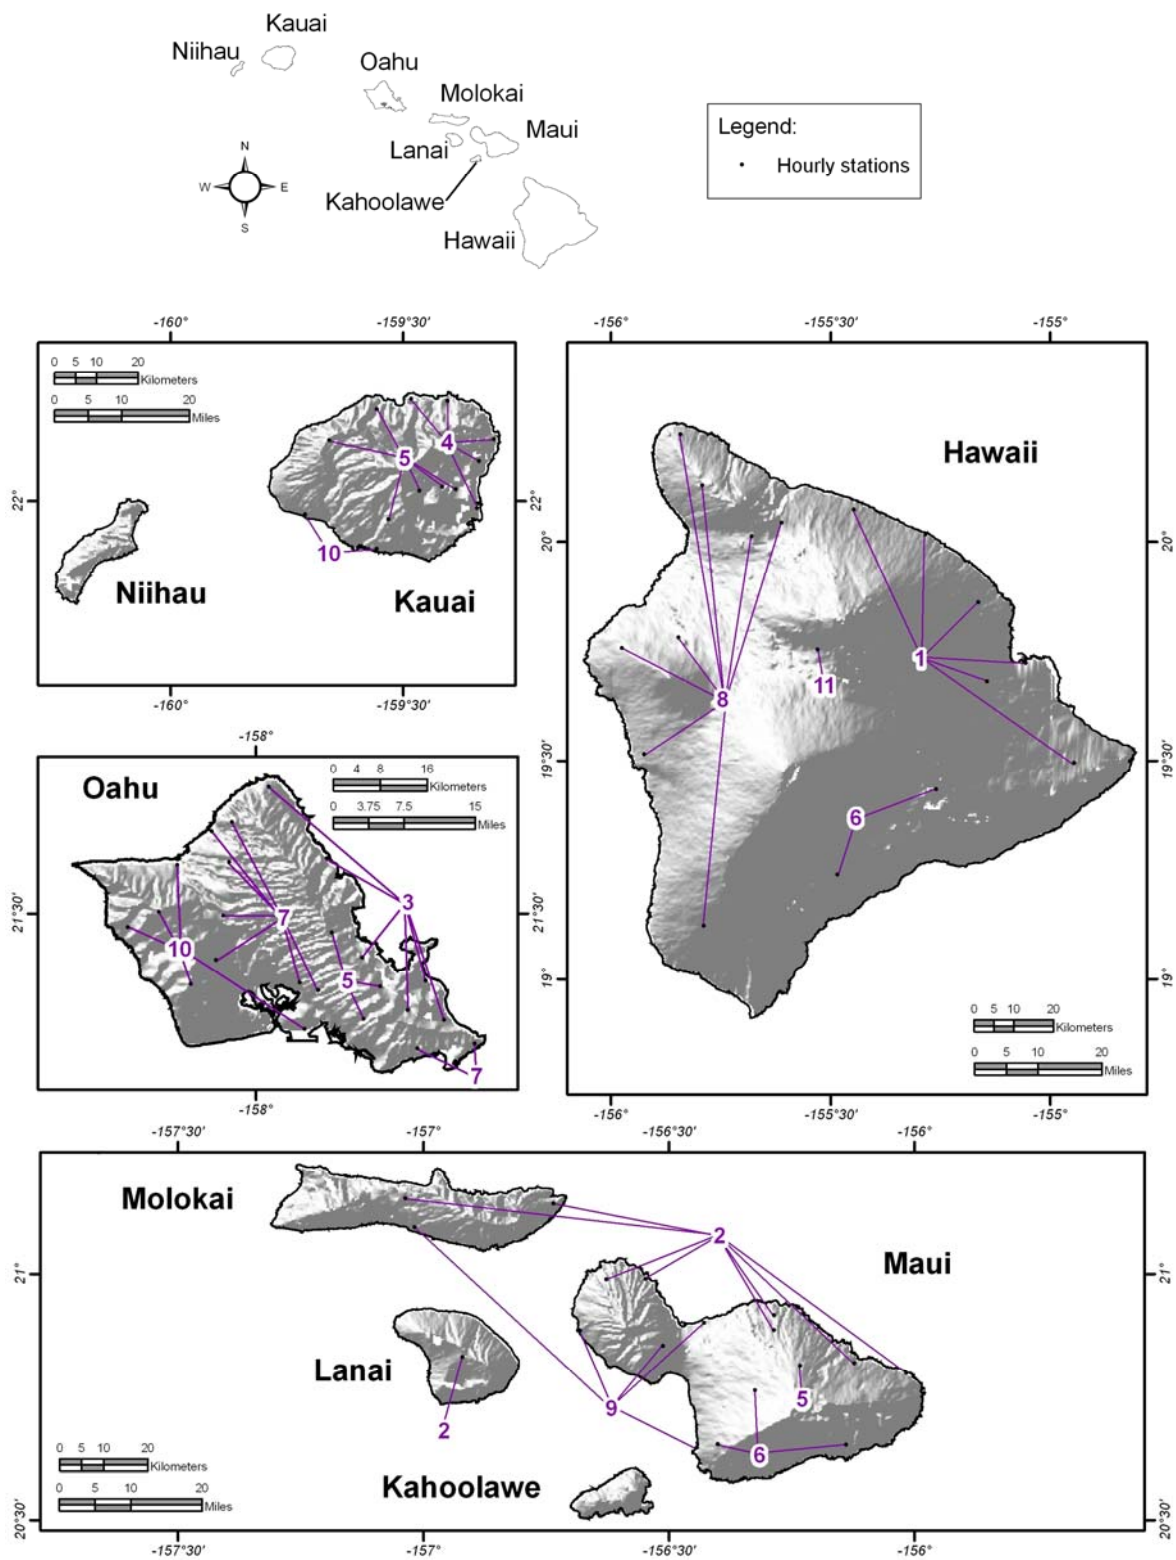 Kauai
Niihau
Oahu
Molokai
Maui
Lanai
Kahoolawe
Hawaii
N
W E
S
Legend:
Hourly stations
-160° -159°30'
0 5 10 20
Kilometers
0 5 10 20
Miles
22° 22°
4
5
10
Niihau
Kauai
-160° -159°30'
-156° -155°30' -155°
Hawaii
20° 20°
1
11
8
19°30' 19°30'
6
19° 19°
0 5 10 20
Kilometers
0 5 10 20
Miles
-156° -155°30' -155°
-158°
Oahu
0 4 8 16
Kilometers
0 3.75 7.5 15
Miles
21°30' 21°30'
3
7
10
5
7
-158°
-157°30' -157° -156°30' -156°
Molokai
2
Maui
21° 21°
Lanai
5
9
2
6
0 5 10 20
Kilometers
Kahoolawe
0 5 10 20
Miles
20°30' 20°30'
-157°30' -157° -156°30' -156°